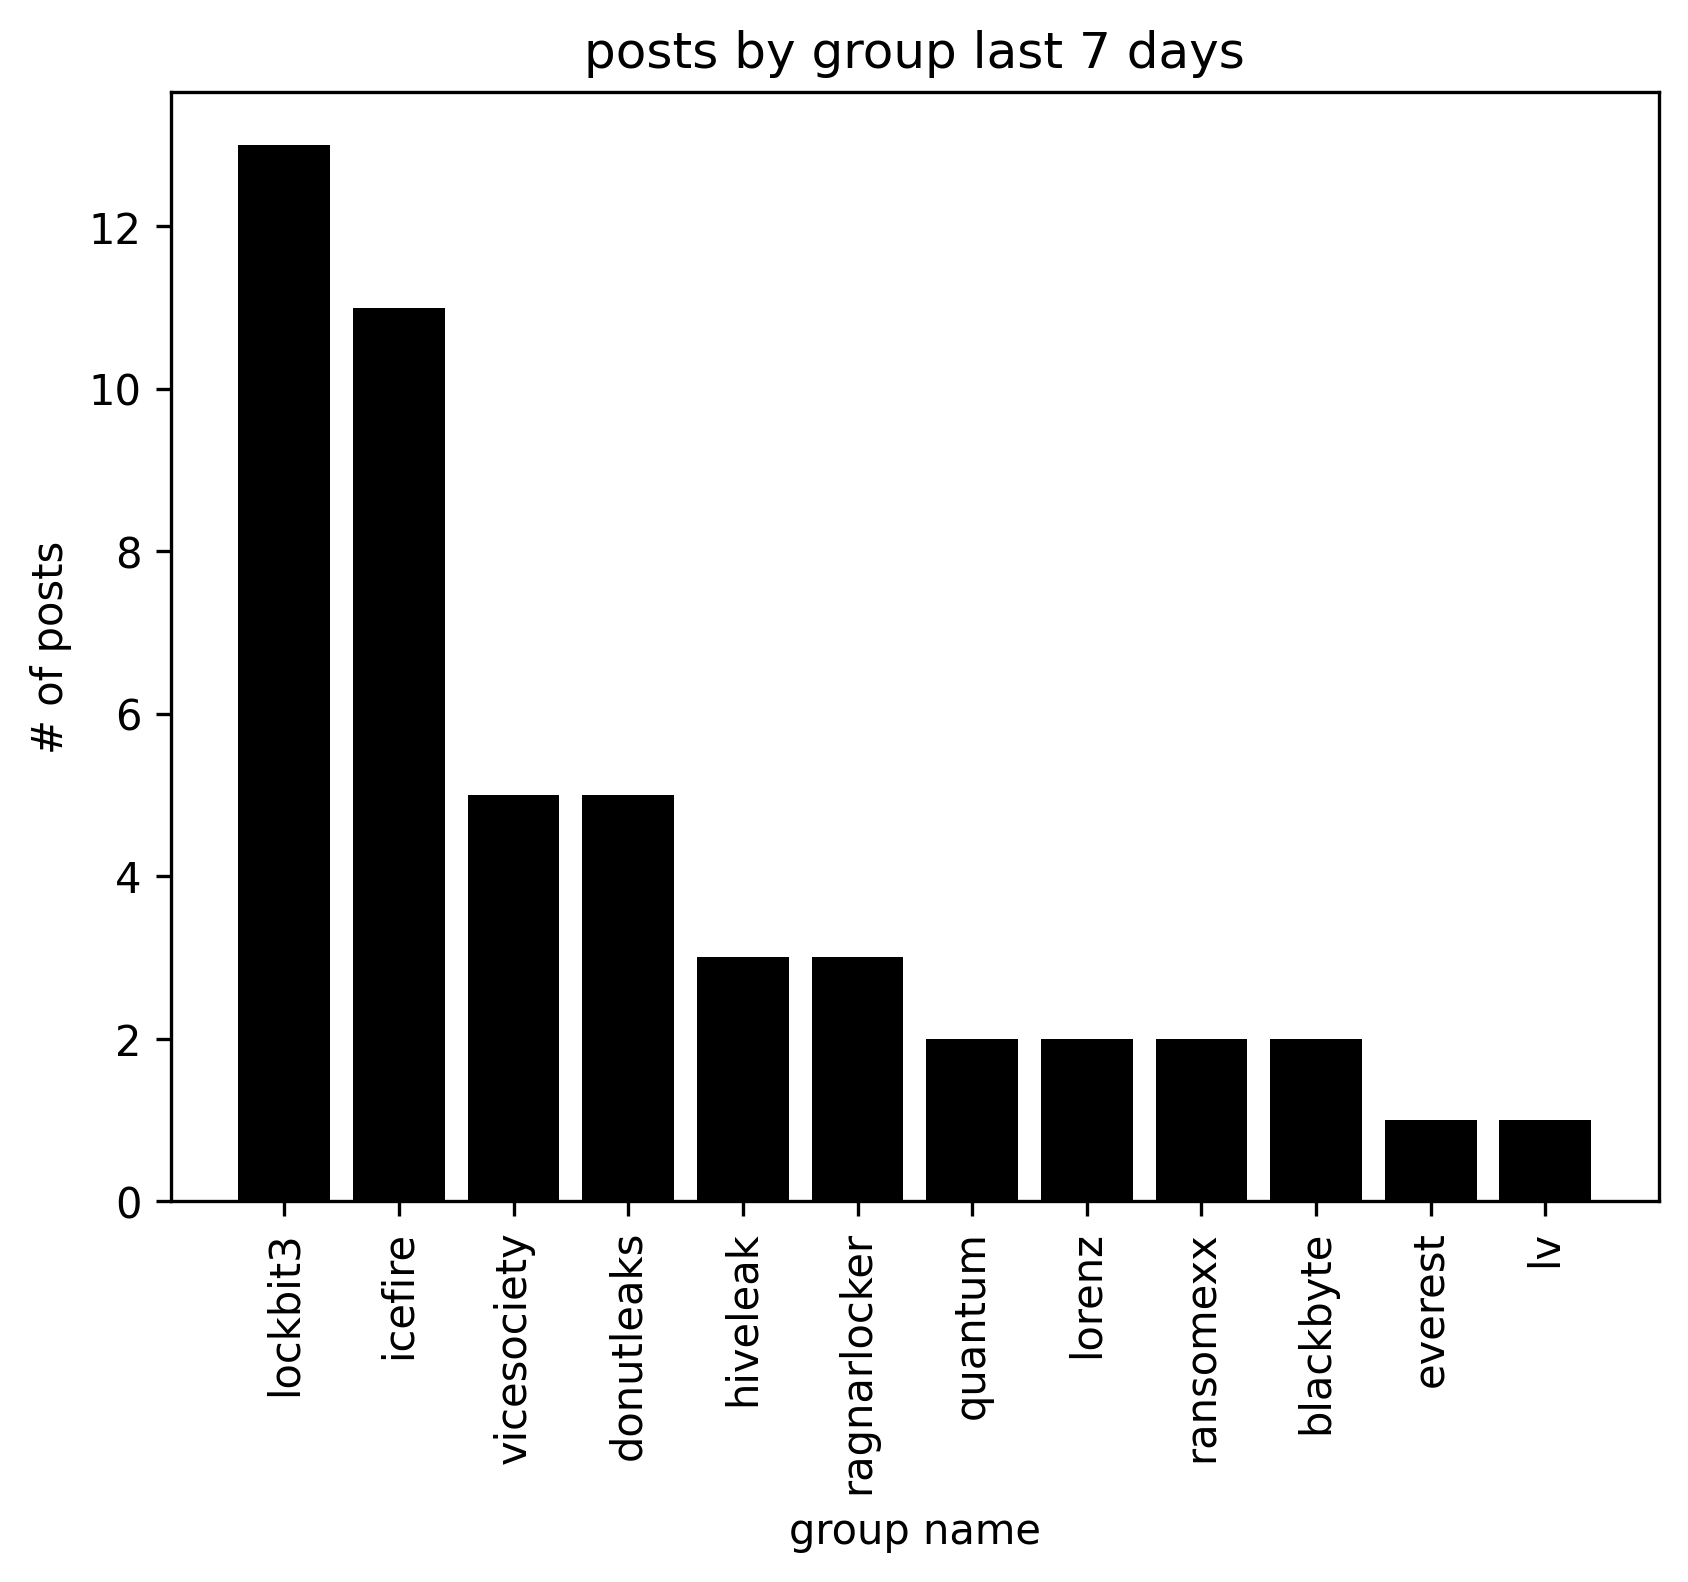 posts by group last 7 days
# of posts
12
10
8
6
4
2
0
lockbit3
icefire
vicesociety
donutleaks
hiveleak
ragnarlocker
quantum
lorenz
ransomexx
blackbyte
everest
lv
group name